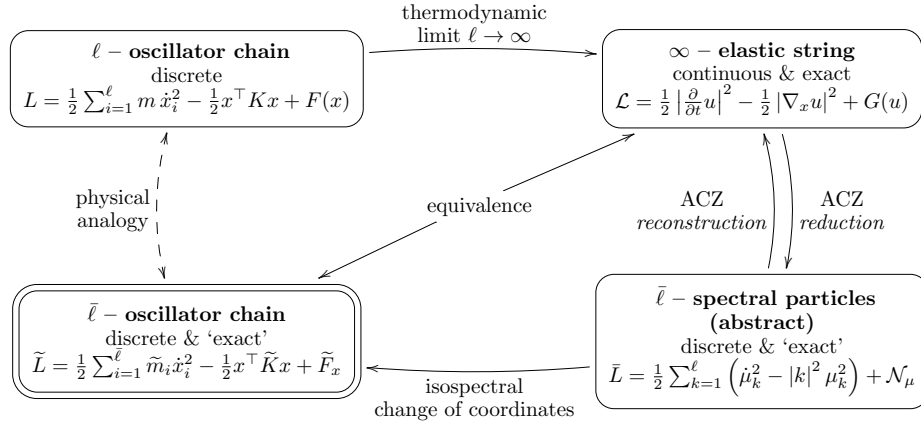 ℓ – oscillator chain
discrete
L = ½ ∑_{i=1}^{ℓ} m ẋ_i² − ½ x^⊤ K x + F(x)
thermodynamic
limit ℓ → ∞
∞ – elastic string
continuous & exact
ℒ = ½ |∂/∂t u|² − ½ |∇_x u|² + G(u)
physical
analogy
equivalence
ACZ
reconstruction
ACZ
reduction
ℓ̄ – oscillator chain
discrete & ‘exact’
L̃ = ½ ∑_{i=1}^{ℓ̄} m̃_i ẋ_i² − ½ x^⊤ K̃ x + F̃_x
isospectral
change of coordinates
ℓ̄ – spectral particles
(abstract)
discrete & ‘exact’
L̄ = ½ ∑_{k=1}^{ℓ} (μ̇_k² − |k|² μ_k²) + 𝒩_μ